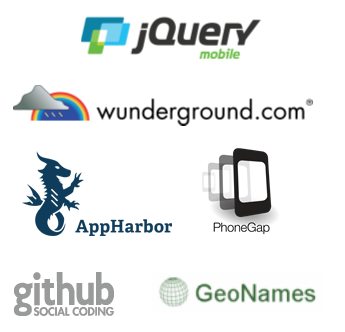 jQuery
mobile
wunderground.com®
AppHarbor
PhoneGap
github
SOCIAL CODING
GeoNames